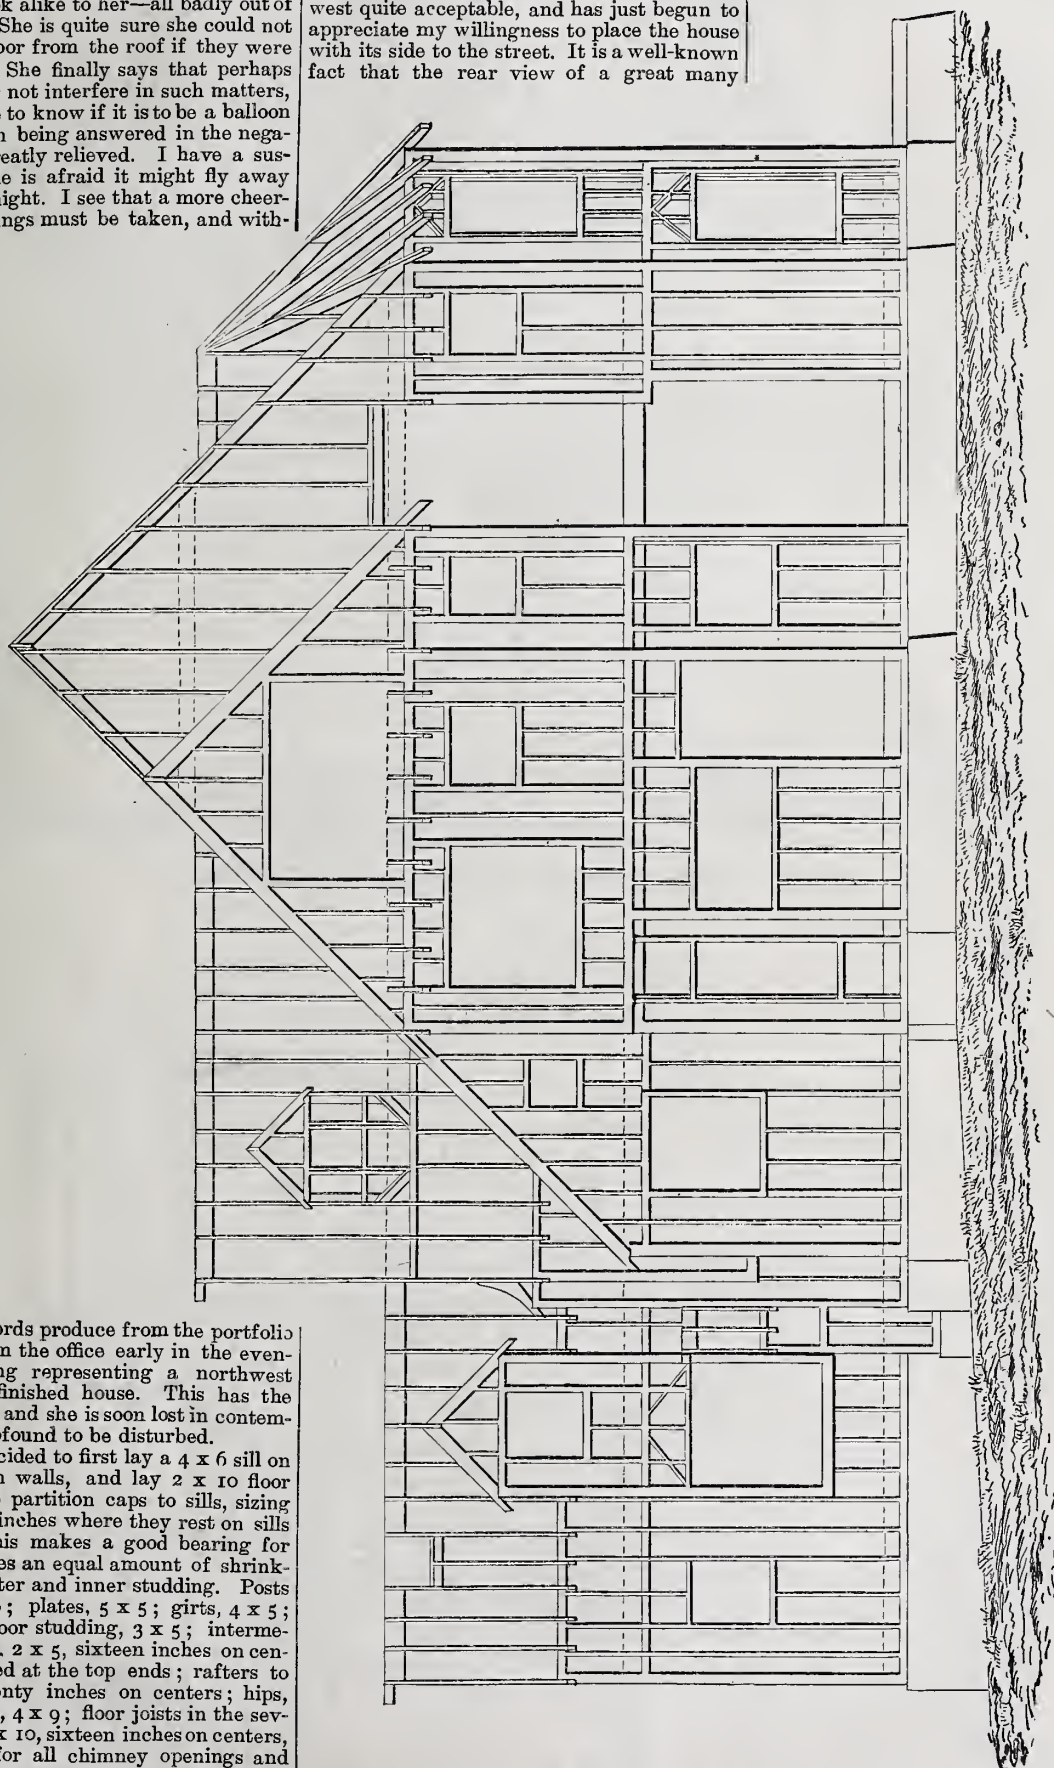 k alike to her—all badly out of
She is quite sure she could not
oor from the roof if they were
She finally says that perhaps
not interfere in such matters,
to know if it is to be a balloon
n being answered in the nega-
reatly relieved. I have a sus-
e is afraid it might fly away
ight. I see that a more cheer-
ngs must be taken, and with-
ords produce from the portfolio
n the office early in the even-
ng representing a northwest
finished house. This has the
and she is soon lost in contem-
ofound to be disturbed.
cided to first lay a 4 x 6 sill on
n walls, and lay 2 x 10 floor
partition caps to sills, sizing
inches where they rest on sills
his makes a good bearing for
es an equal amount of shrink-
ter and inner studding. Posts
; plates, 5 x 5; girts, 4 x 5;
oor studding, 3 x 5; interme-
2 x 5, sixteen inches on cen-
ed at the top ends; rafters to
nty inches on centers; hips,
, 4 x 9; floor joists in the sev-
x 10, sixteen inches on centers,
for all chimney openings and
west quite acceptable, and has just begun to
appreciate my willingness to place the house
with its side to the street. It is a well-known
fact that the rear view of a great many